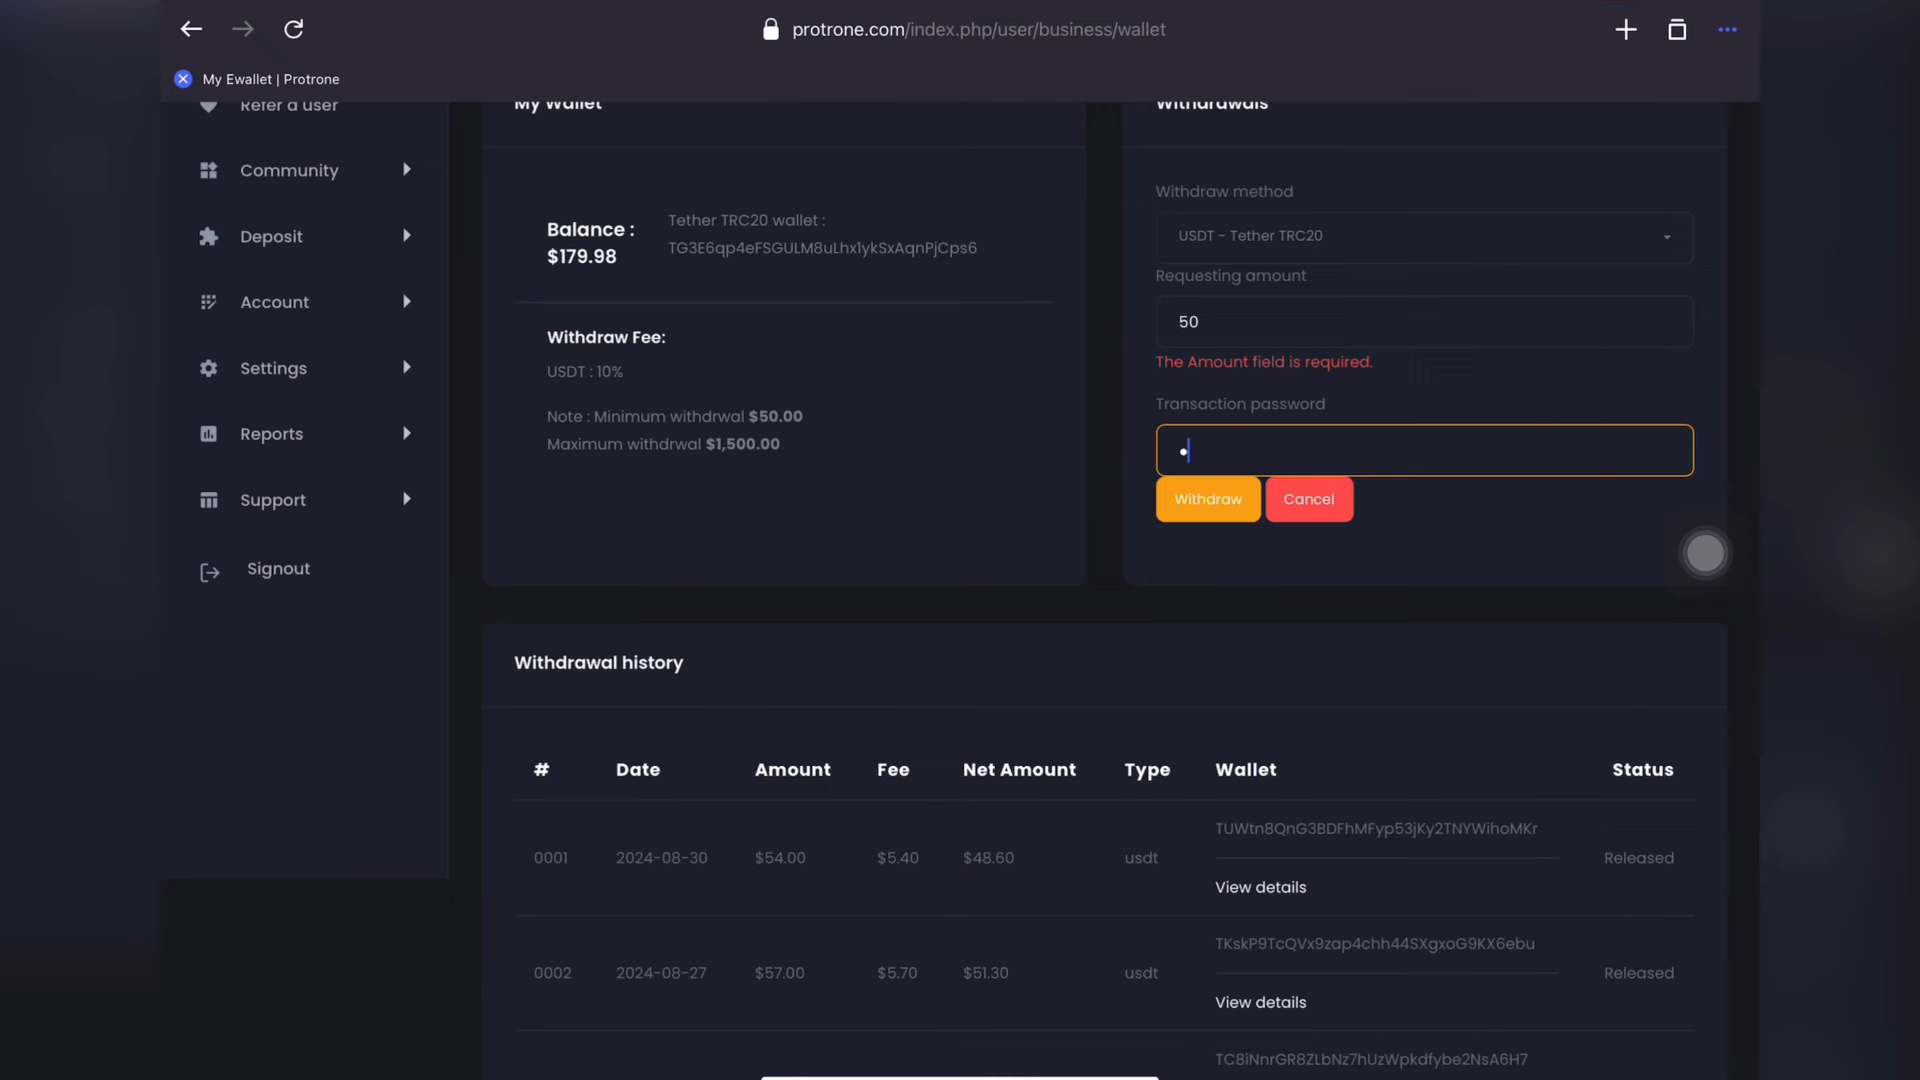 protrone.com/index.php/user/business/wallet
My Ewallet | Protrone
Refer a user
Community
Deposit
Account
Settings
Reports
Support
Signout
My Wallet
Balance :
$179.98
Tether TRC20 wallet :
TG3E6qp4eFSGULM8uLhx1ykSxAqnPjCps6
Withdraw Fee:
USDT : 10%
Note : Minimum withdrwal $50.00
Maximum withdrwal $1,500.00
Withdrawals
Withdraw method
USDT - Tether TRC20
Requesting amount
50
The Amount field is required.
Transaction password
Withdraw Cancel
Withdrawal history
# Date Amount Fee Net Amount Type Wallet Status
TUWtn8QnG3BDFhMFyp53jKy2TNYWihoMKr
0001 2024-08-30 $54.00 $5.40 $48.60 usdt Released
View details
TKskP9TcQVx9zap4chh44SXgxoG9KX6ebu
0002 2024-08-27 $57.00 $5.70 $51.30 usdt Released
View details
TC8iNnrGR8ZLbNz7hUzWpkdfybe2NsA6H7